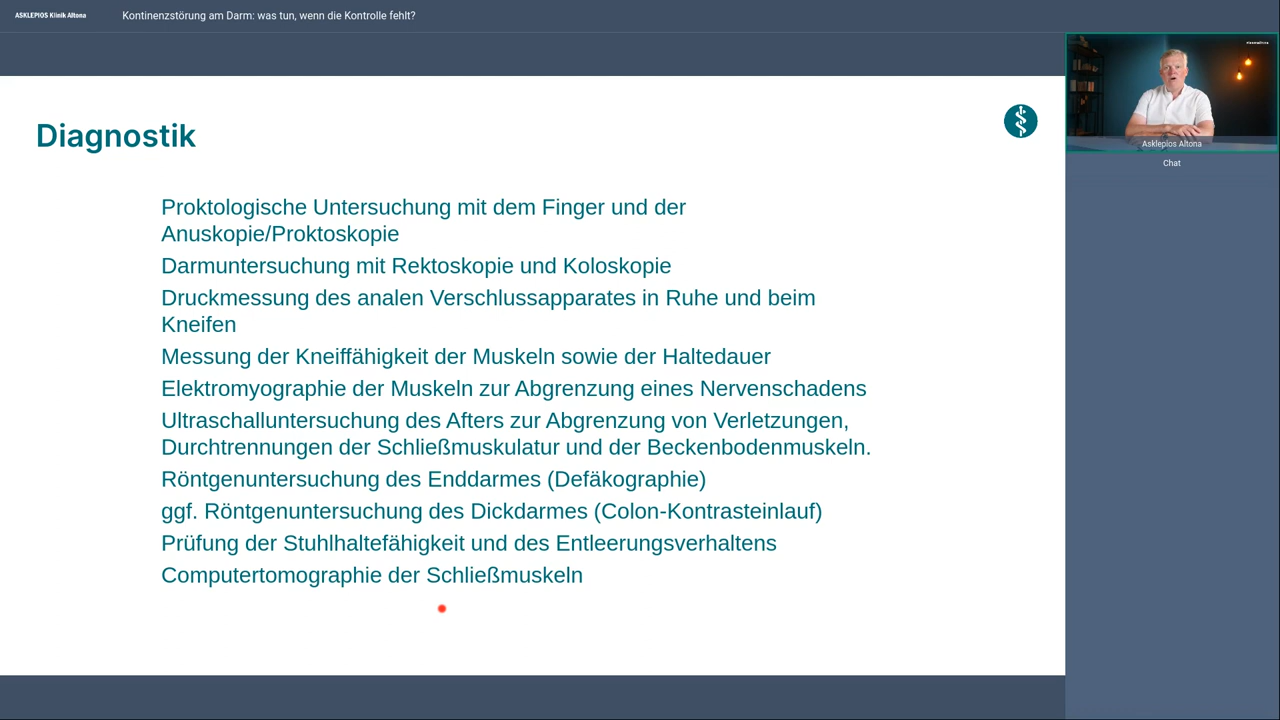 ASKLEPIOS Klinik Altona
Kontinenzstörung am Darm: was tun, wenn die Kontrolle fehlt?
Diagnostik
Proktologische Untersuchung mit dem Finger und der
Anuskopie/Proktoskopie
Darmuntersuchung mit Rektoskopie und Koloskopie
Druckmessung des analen Verschlussapparates in Ruhe und beim
Kneifen
Messung der Kneiffähigkeit der Muskeln sowie der Haltedauer
Elektromyographie der Muskeln zur Abgrenzung eines Nervenschadens
Ultraschalluntersuchung des Afters zur Abgrenzung von Verletzungen,
Durchtrennungen der Schließmuskulatur und der Beckenbodenmuskeln.
Röntgenuntersuchung des Enddarmes (Defäkographie)
ggf. Röntgenuntersuchung des Dickdarmes (Colon-Kontrasteinlauf)
Prüfung der Stuhlhaltefähigkeit und des Entleerungsverhaltens
Computertomographie der Schließmuskeln
Asklepios Altona
Chat